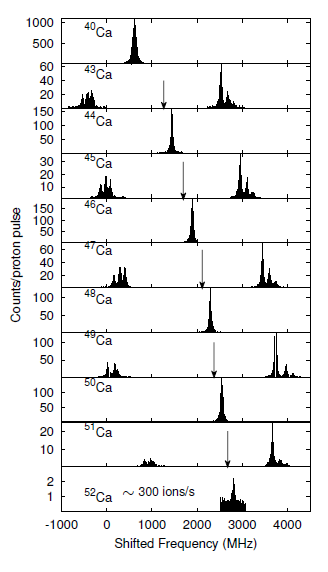 1000
500
⁴⁰Ca
60
40
20
⁴³Ca
150
100
50
⁴⁴Ca
30
20
10
⁴⁵Ca
150
100
50
⁴⁶Ca
60
40
20
⁴⁷Ca
100
50
⁴⁸Ca
100
50
⁴⁹Ca
100
50
⁵⁰Ca
20
10
⁵¹Ca
2
1
⁵²Ca ~ 300 ions/s
-1000 0 1000 2000 3000 4000
Shifted Frequency (MHz)
Counts/proton pulse